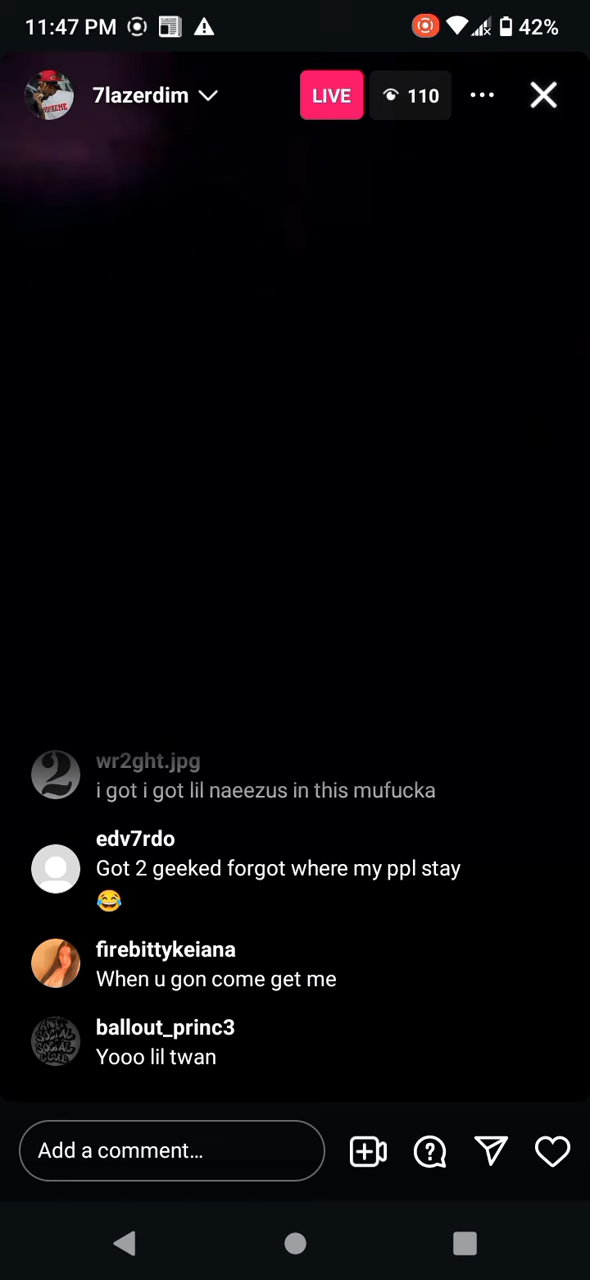 11:47 PM 42%
7lazerdim LIVE 110
wr2ght.jpg
i got i got lil naeezus in this mufucka
edv7rdo
Got 2 geeked forgot where my ppl stay
😂
firebittykeiana
When u gon come get me
ballout_princ3
Yooo lil twan
Add a comment...